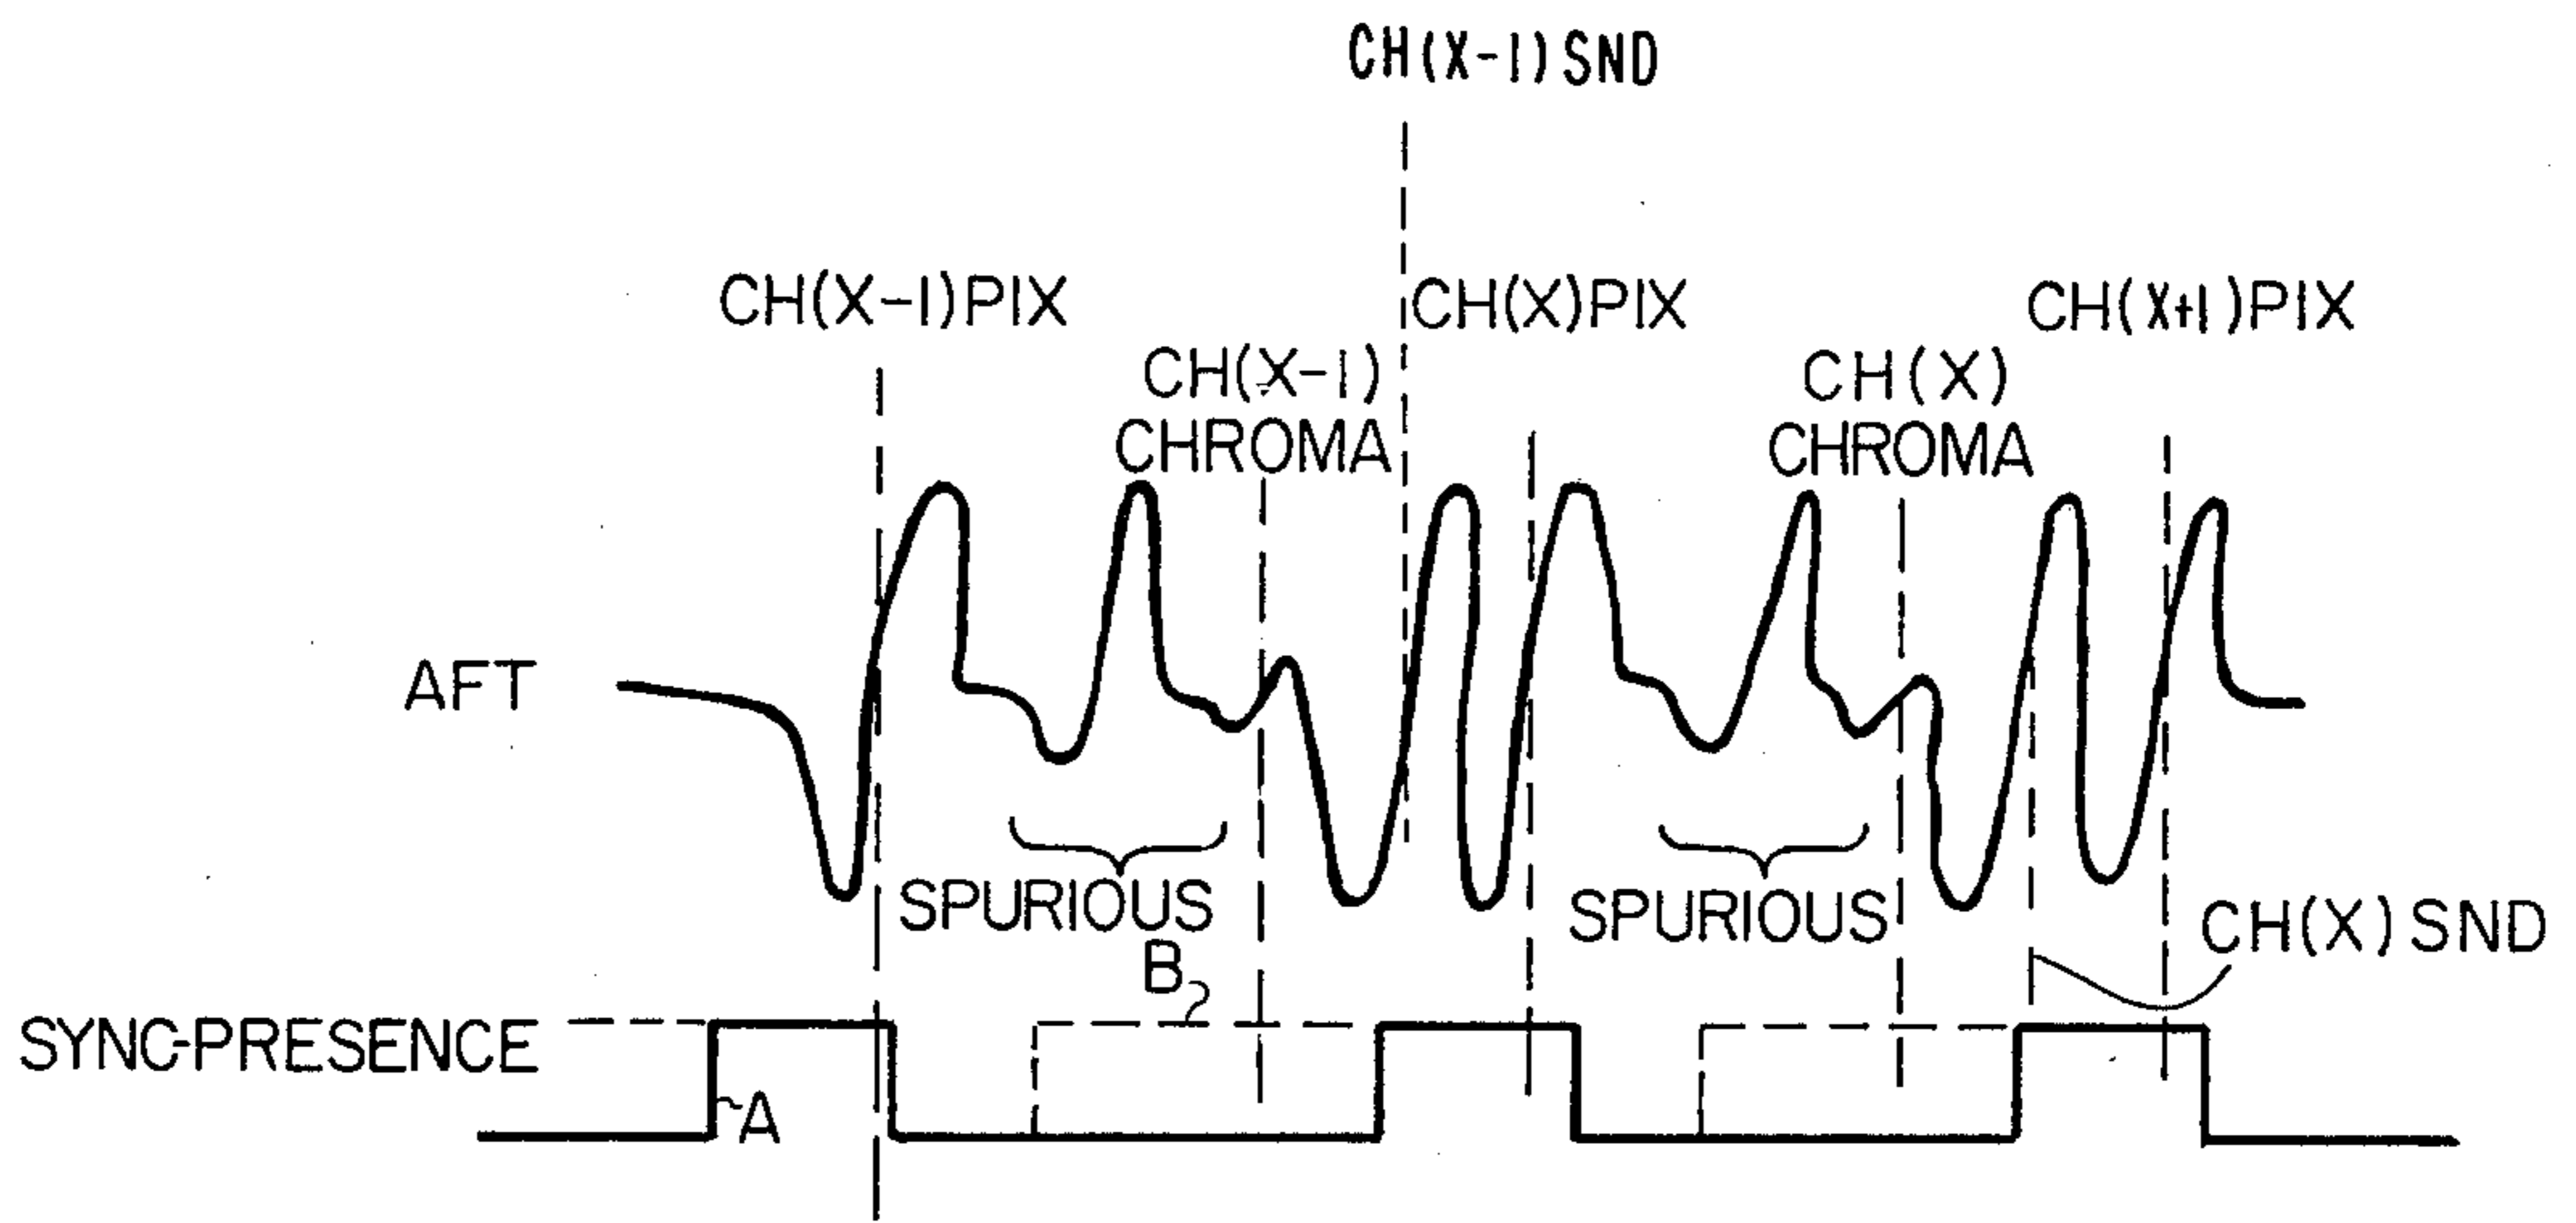 CH(X-1)SND
CH(X-1)PIX
CH(X)PIX
CH(X+1)PIX
CH(X-1)
CHROMA
CH(X)
CHROMA
AFT
SPURIOUS
SPURIOUS
CH(X)SND
B2
SYNC-PRESENCE
A